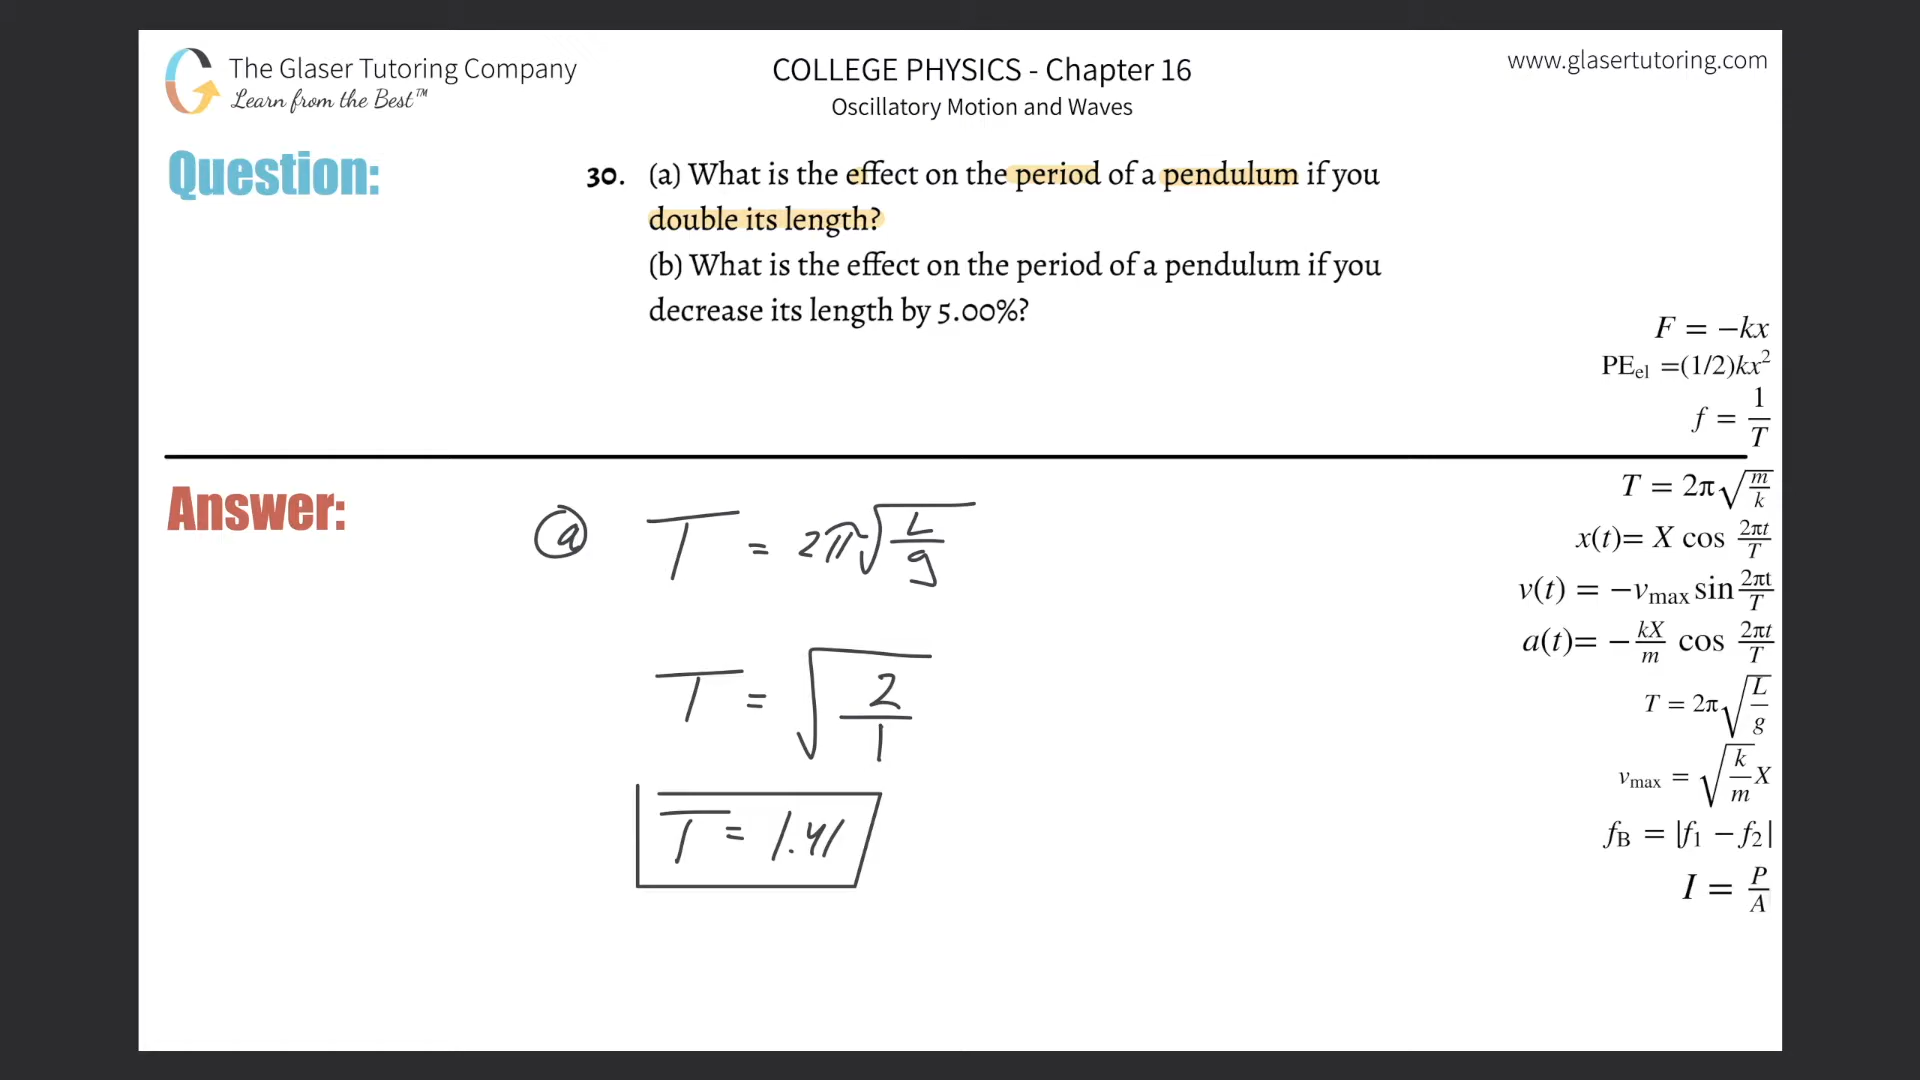 The Glaser Tutoring Company
Learn from the Best™
COLLEGE PHYSICS - Chapter 16
Oscillatory Motion and Waves
www.glasertutoring.com
Question:
30. (a) What is the effect on the period of a pendulum if you
double its length?
(b) What is the effect on the period of a pendulum if you
decrease its length by 5.00%?
F = −kx
PEel =(1/2)kx²
f = 1/T
Answer:
ⓐ T = 2π√(L/g)
T = √(2/1)
T = 1.41
T = 2π√(m/k)
x(t)= X cos 2πt/T
v(t) = −vmax sin 2πt/T
a(t)= − kX/m cos 2πt/T
T = 2π√(L/g)
vmax = √(k/m)X
fB = |f1 − f2|
I = P/A